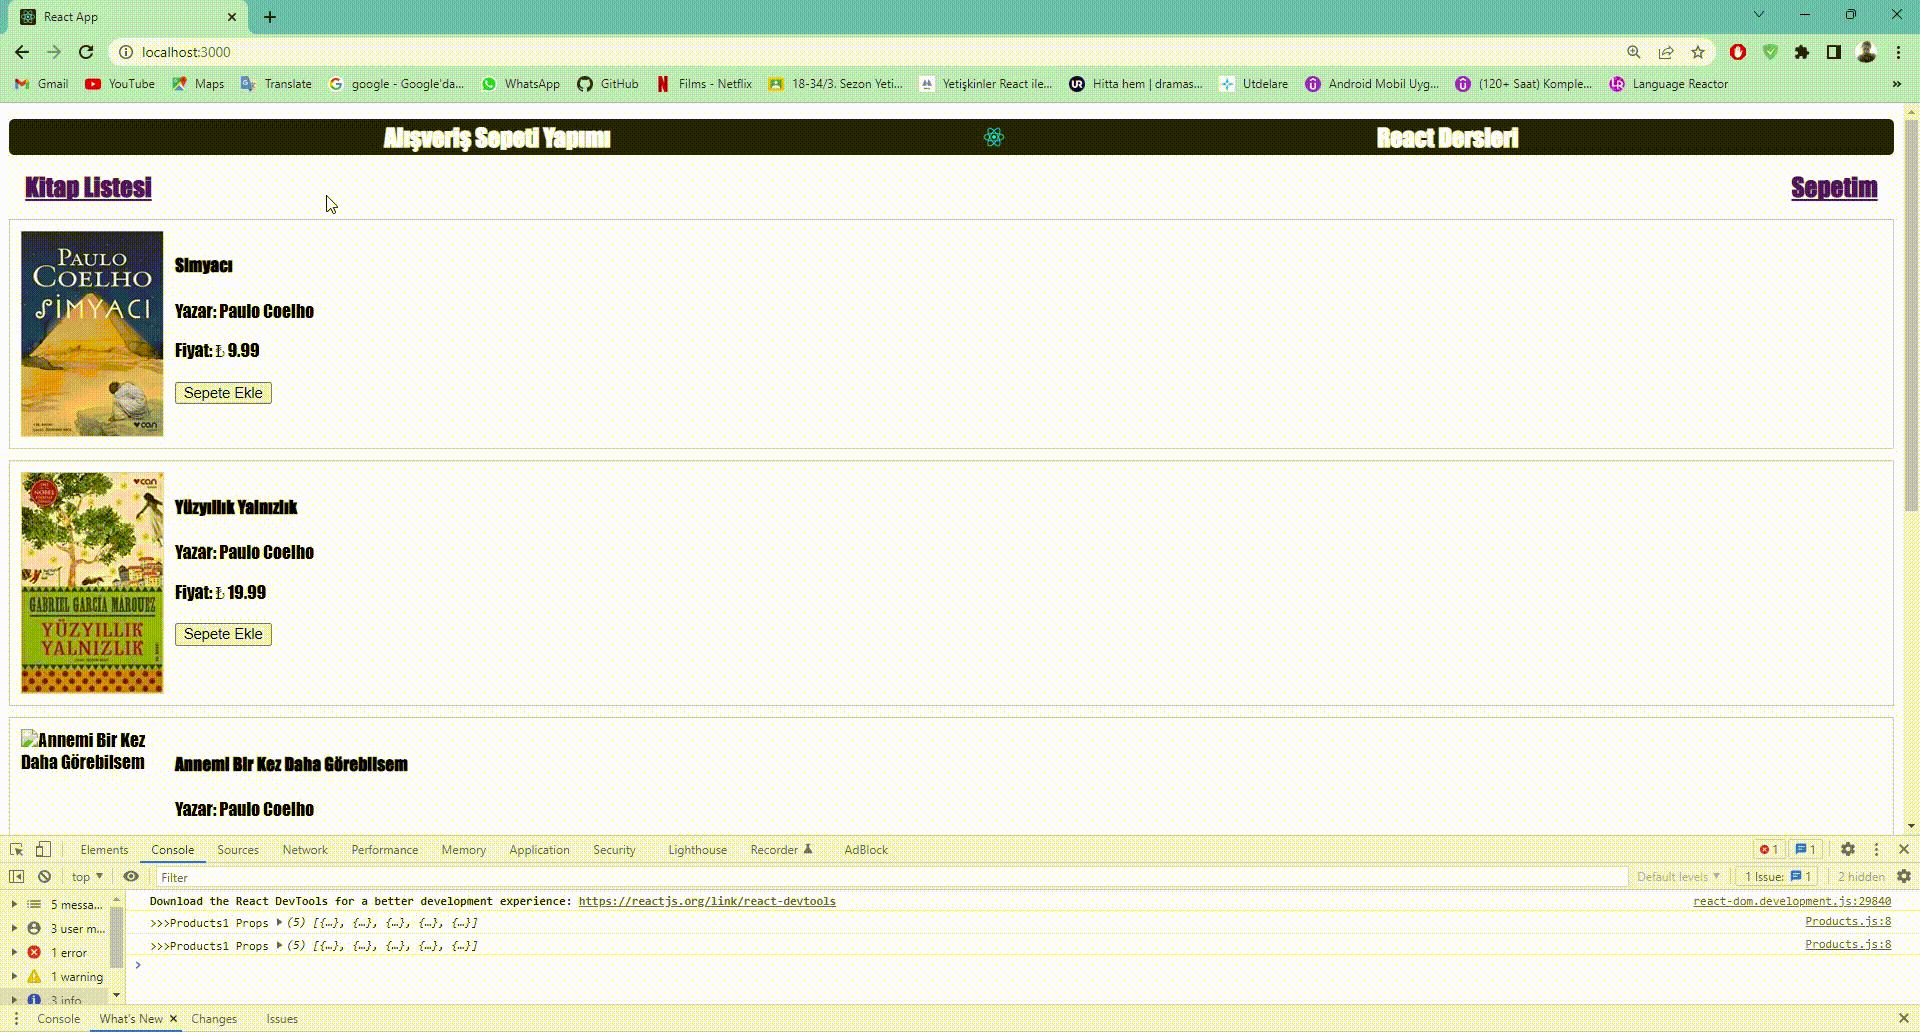 React App
localhost:3000
Gmail YouTube Maps Translate google - Google'da... WhatsApp GitHub Films - Netflix 18-34/3. Sezon Yeti... Yetişkinler React ile... Hitta hem | dramas... Utdelare Android Mobil Uyg... (120+ Saat) Komple... Language Reactor »
Alışveriş Sepeti Yapımı React Dersleri
Kitap Listesi Sepetim
PAULO
COELHO
SİMYACI
can
Simyacı
Yazar: Paulo Coelho
Fiyat: ₺ 9.99
Sepete Ekle
can
NOBEL
GABRIEL GARCÍA MÁRQUEZ
YÜZYILLIK
YALNIZLIK
Yüzyıllık Yalnızlık
Yazar: Paulo Coelho
Fiyat: ₺ 19.99
Sepete Ekle
Annemi Bir Kez
Daha Görebilsem
Annemi Bir Kez Daha Görebilsem
Yazar: Paulo Coelho
Elements Console Sources Network Performance Memory Application Security Lighthouse Recorder AdBlock 1 1
top Filter Default levels 1 Issue: 1 2 hidden
5 messa...
3 user m...
1 error
1 warning
3 info
Download the React DevTools for a better development experience: https://reactjs.org/link/react-devtools react-dom.development.js:29840
>>>Products1 Props (5) [{…}, {…}, {…}, {…}, {…}] Products.js:8
>>>Products1 Props (5) [{…}, {…}, {…}, {…}, {…}] Products.js:8
Console What's New Changes Issues